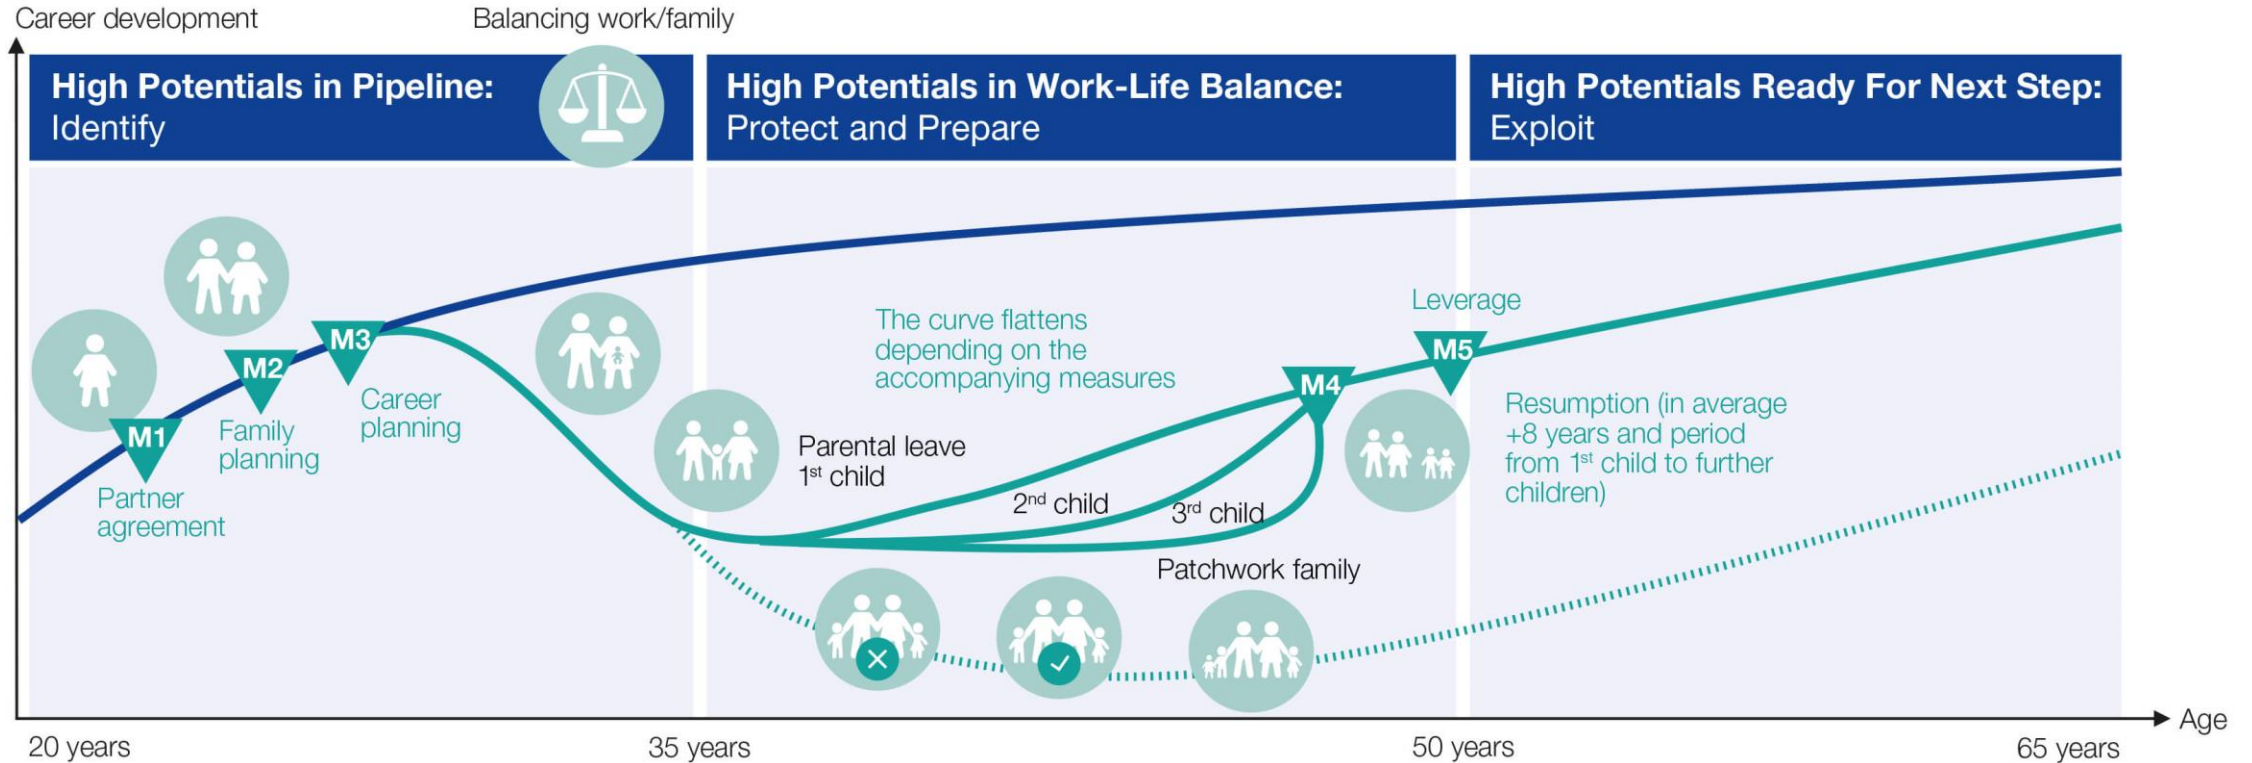 Career development
Balancing work/family
High Potentials in Pipeline:
Identify
High Potentials in Work-Life Balance:
Protect and Prepare
High Potentials Ready For Next Step:
Exploit
M1
Partner
agreement
M2
Family
planning
M3
Career
planning
Parental leave
1st child
The curve flattens
depending on the
accompanying measures
2nd child
3rd child
Patchwork family
M4
Leverage
M5
Resumption (in average
+8 years and period
from 1st child to further
children)
Age
20 years
35 years
50 years
65 years